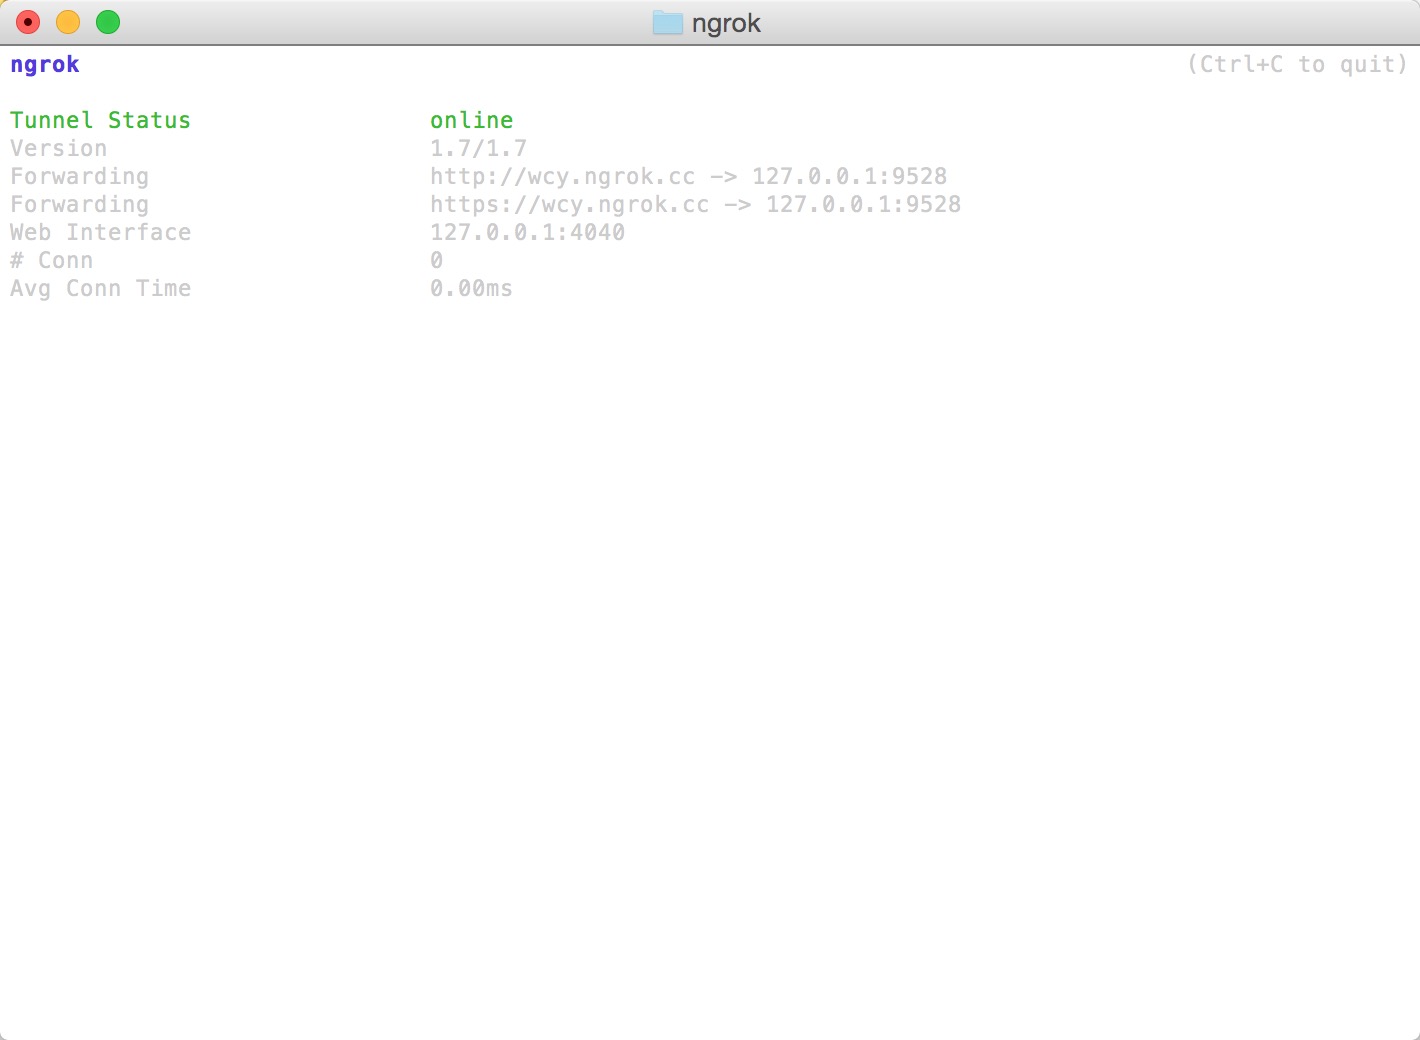 ngrok
ngrok (Ctrl+C to quit)
Tunnel Status online
Version 1.7/1.7
Forwarding http://wcy.ngrok.cc -> 127.0.0.1:9528
Forwarding https://wcy.ngrok.cc -> 127.0.0.1:9528
Web Interface 127.0.0.1:4040
# Conn 0
Avg Conn Time 0.00ms